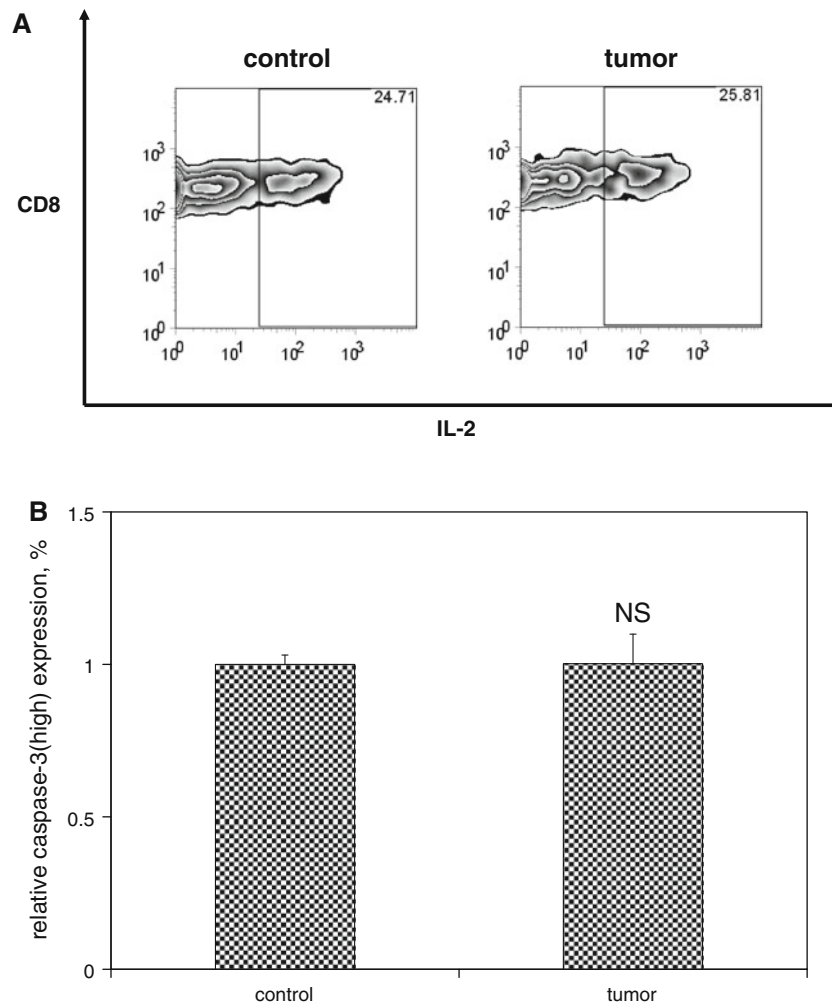 A
control tumor
24.71 25.81
10³ 10³
CD8
10² 10²
10¹ 10¹
10⁰ 10⁰
10⁰ 10¹ 10² 10³ 10⁰ 10¹ 10² 10³
IL-2
B
relative caspase-3(high) expression, %
1.5
NS
1
0.5
0
control tumor